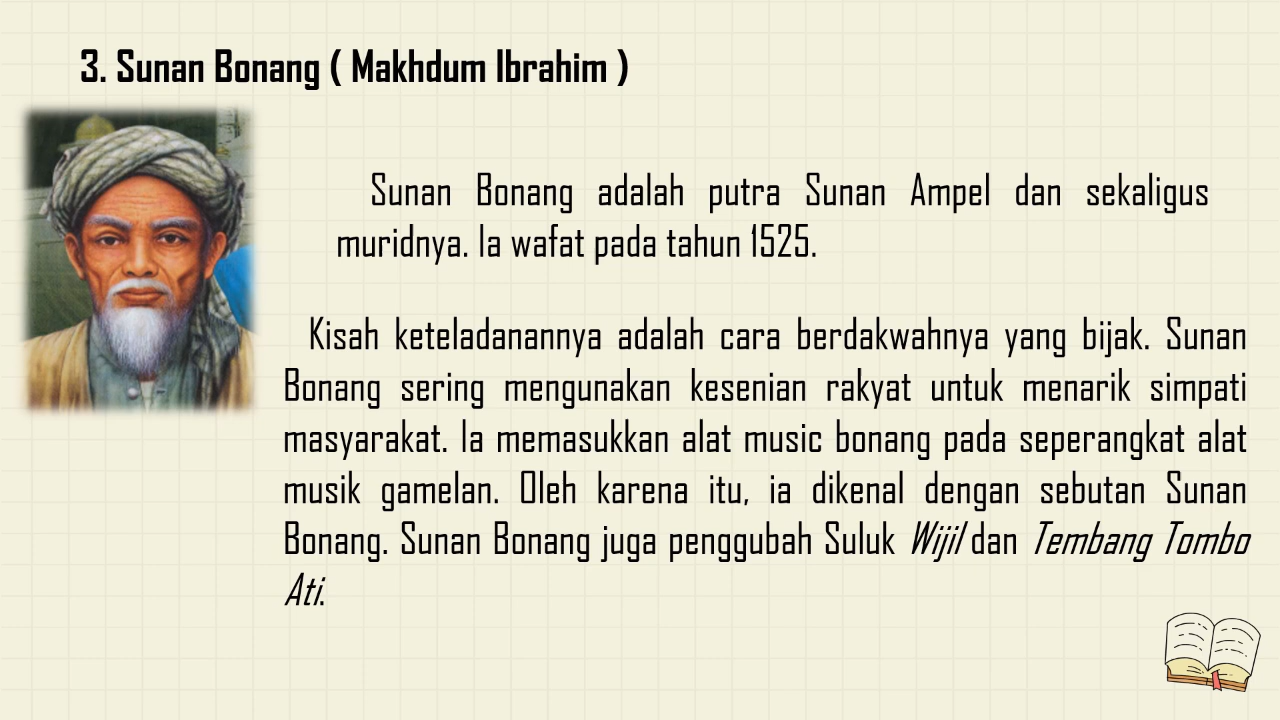 3. Sunan Bonang ( Makhdum Ibrahim )
Sunan Bonang adalah putra Sunan Ampel dan sekaligus
muridnya. Ia wafat pada tahun 1525.
Kisah keteladanannya adalah cara berdakwahnya yang bijak. Sunan
Bonang sering mengunakan kesenian rakyat untuk menarik simpati
masyarakat. Ia memasukkan alat music bonang pada seperangkat alat
musik gamelan. Oleh karena itu, ia dikenal dengan sebutan Sunan
Bonang. Sunan Bonang juga penggubah Suluk Wijil dan Tembang Tombo
Ati.